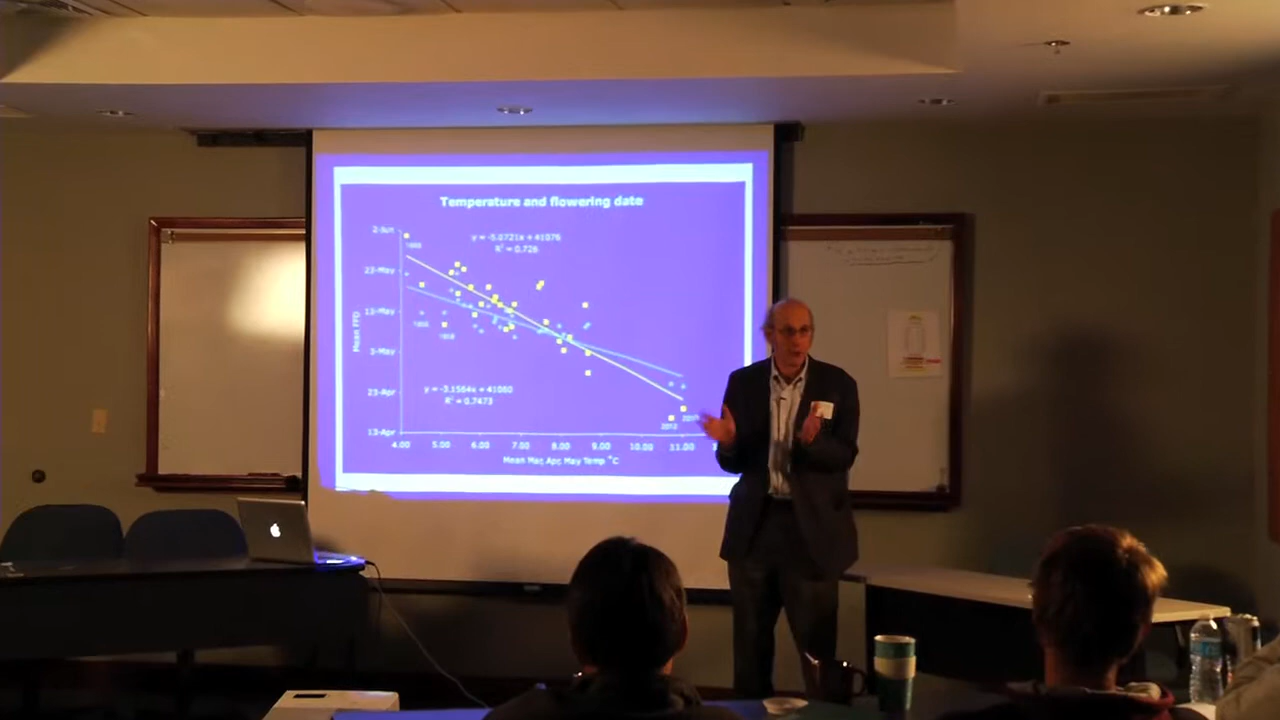 Temperature and flowering date
2-Jun
23-May
13-May
3-May
23-Apr
13-Apr
Mean FFD
y = -5.0721x + 41076
R² = 0.726
y = -3.1564x + 41060
R² = 0.7473
2012
4.00 5.00 6.00 7.00 8.00 9.00 10.00 11.00
Mean Mar, Apr, May Temp °C